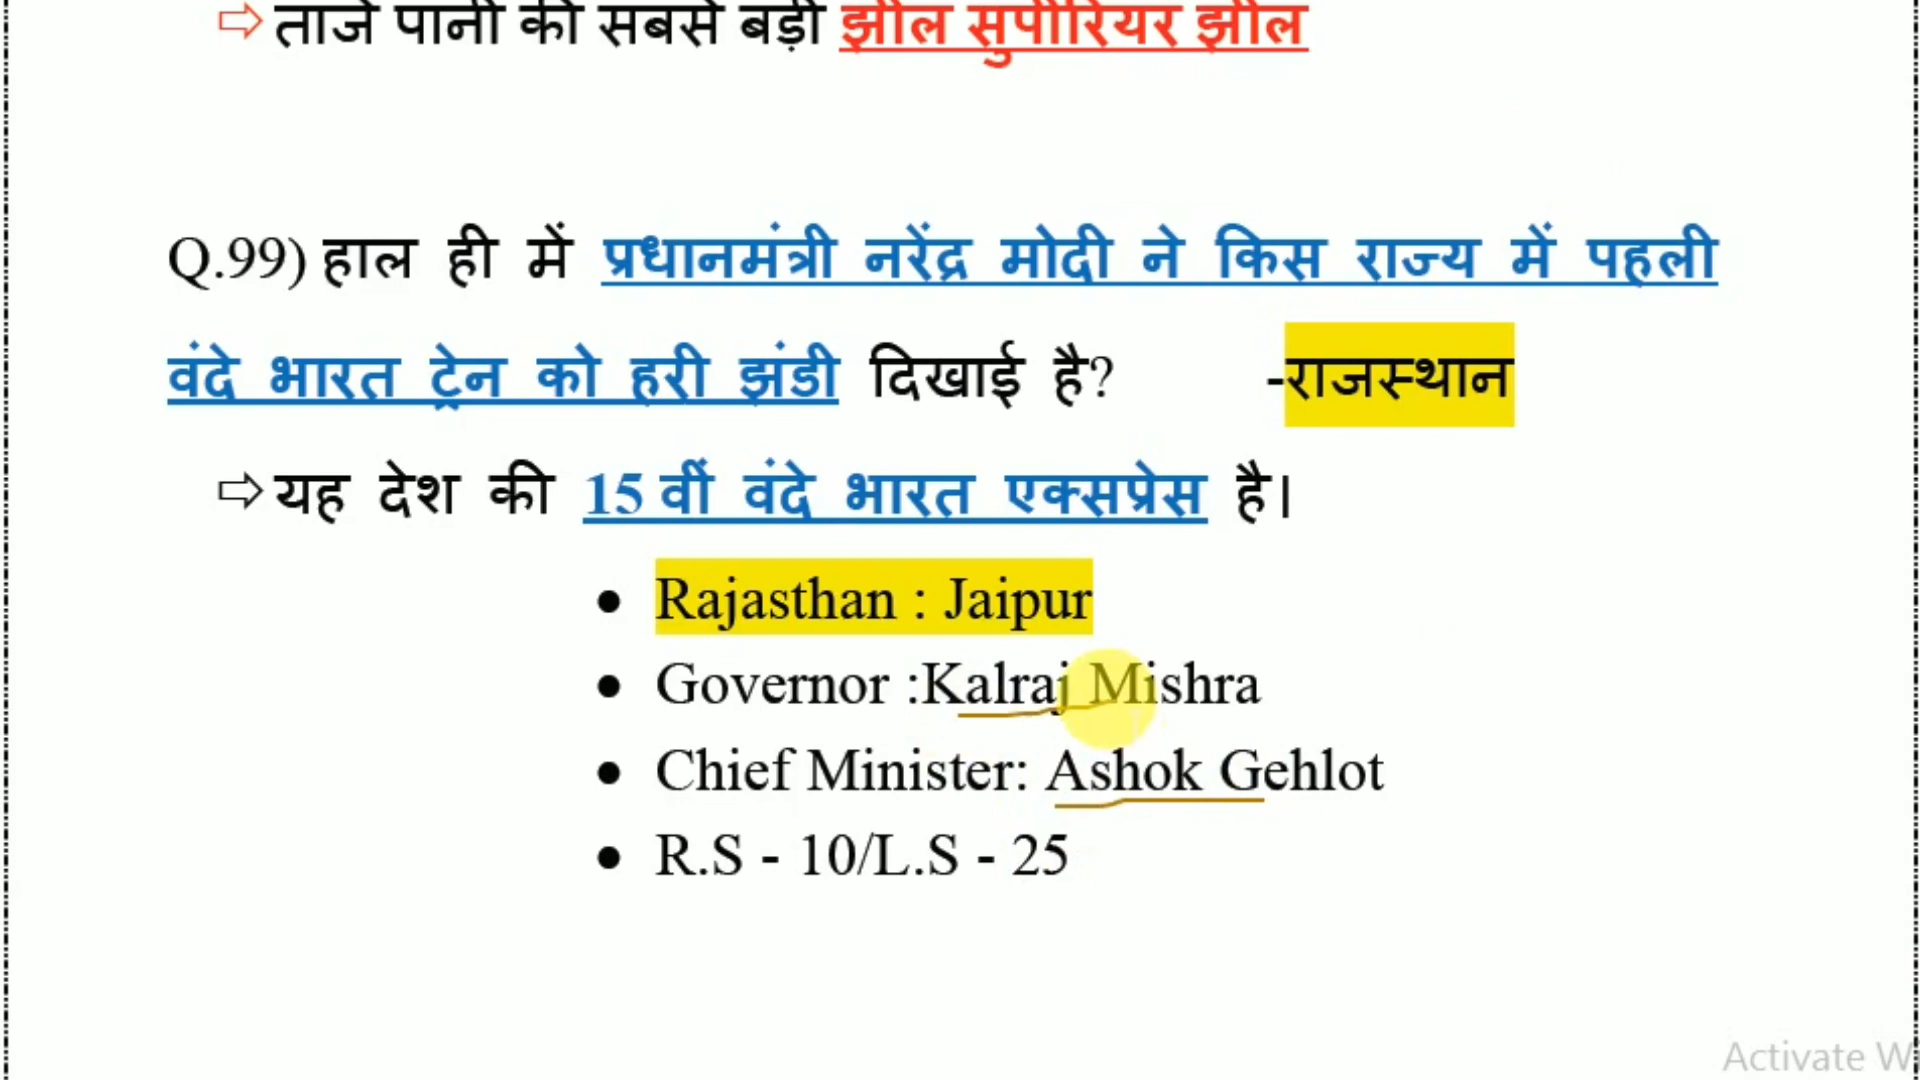 ताजे पानी की सबसे बड़ी झील सुपीरियर झील
Q.99) हाल ही में प्रधानमंत्री नरेंद्र मोदी ने किस राज्य में पहली
वंदे भारत ट्रेन को हरी झंडी दिखाई है? -राजस्थान
⇨यह देश की 15 वीं वंदे भारत एक्सप्रेस है।
• Rajasthan : Jaipur
• Governor :Kalraj Mishra
• Chief Minister: Ashok Gehlot
• R.S - 10/L.S - 25
Activate W